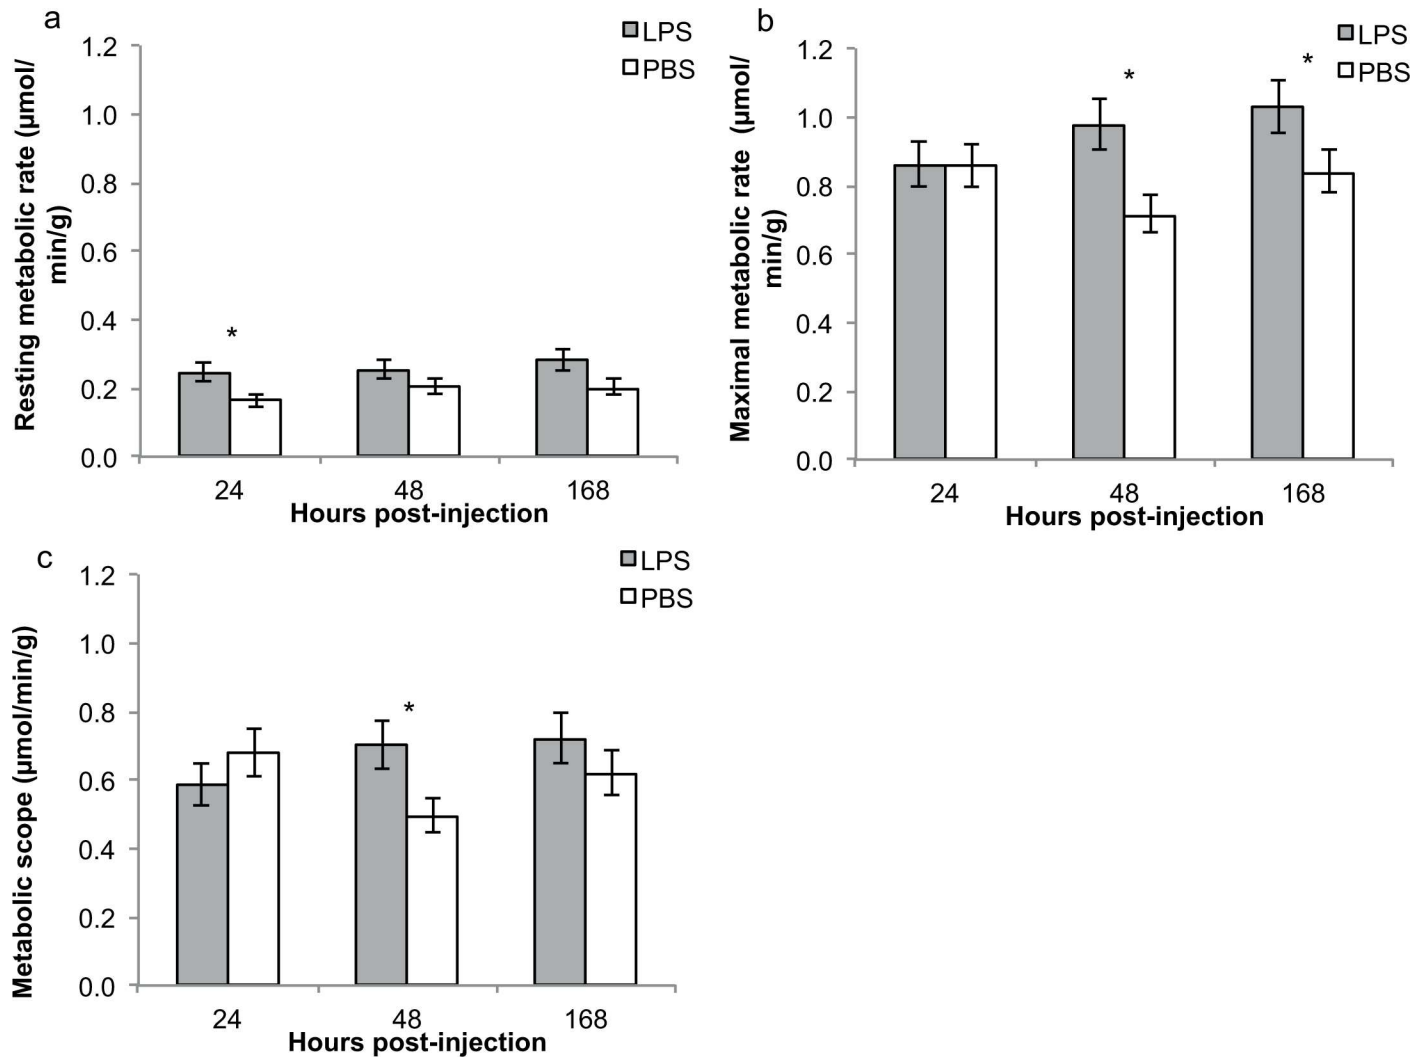 a
LPS
PBS
Resting metabolic rate (µmol/
min/g)
1.2
1.0
0.8
0.6
0.4
0.2
0.0
*
24
48
168
Hours post-injection
b
LPS
PBS
Maximal metabolic rate (µmol/
min/g)
1.2
1.0
0.8
0.6
0.4
0.2
0.0
*
*
24
48
168
Hours post-injection
c
LPS
PBS
Metabolic scope (µmol/min/g)
1.2
1.0
0.8
0.6
0.4
0.2
0.0
*
24
48
168
Hours post-injection